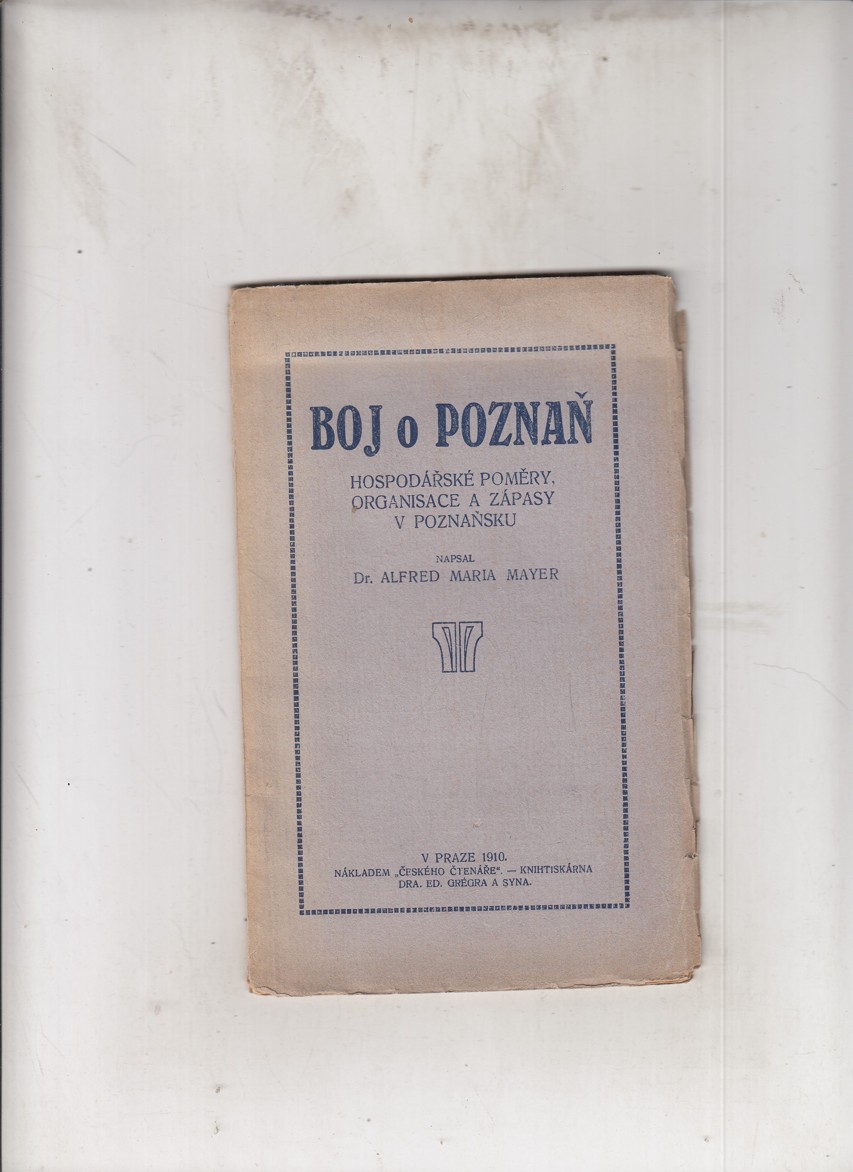 BOJ o POZNAŇ
HOSPODÁŘSKÉ POMĚRY,
ORGANISACE A ZÁPASY
V POZNAŇSKU
NAPSAL
Dr. ALFRED MARIA MAYER
V PRAZE 1910.
NÁKLADEM „ČESKÉHO ČTENÁŘE“. — KNIHTISKÁRNA
DRA. ED. GRÉGRA A SYNA.